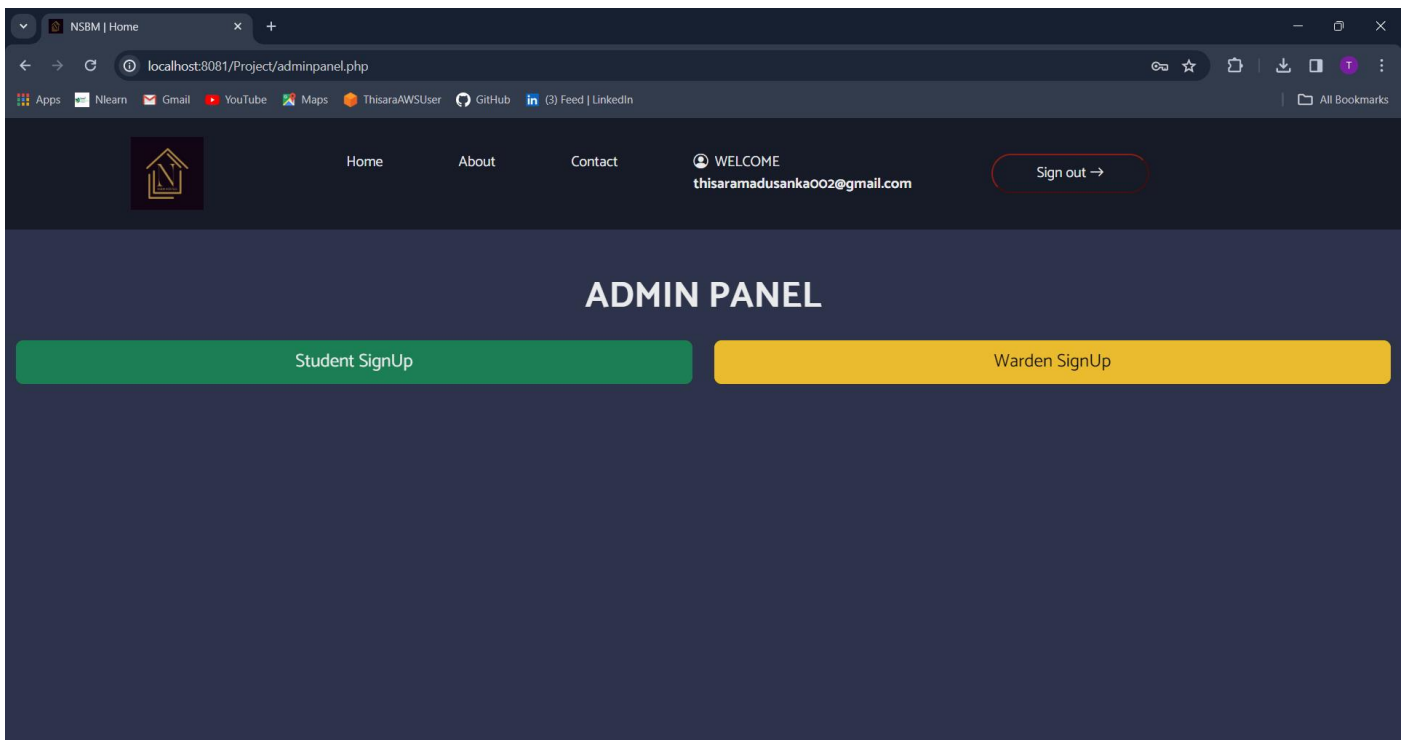 NSBM | Home
localhost:8081/Project/adminpanel.php
Apps Nlearn Gmail YouTube Maps ThisaraAWSUser GitHub (3) Feed | LinkedIn All Bookmarks
T
N
Home About Contact WELCOME
thisaramadusanka002@gmail.com
Sign out →
ADMIN PANEL
Student SignUp Warden SignUp